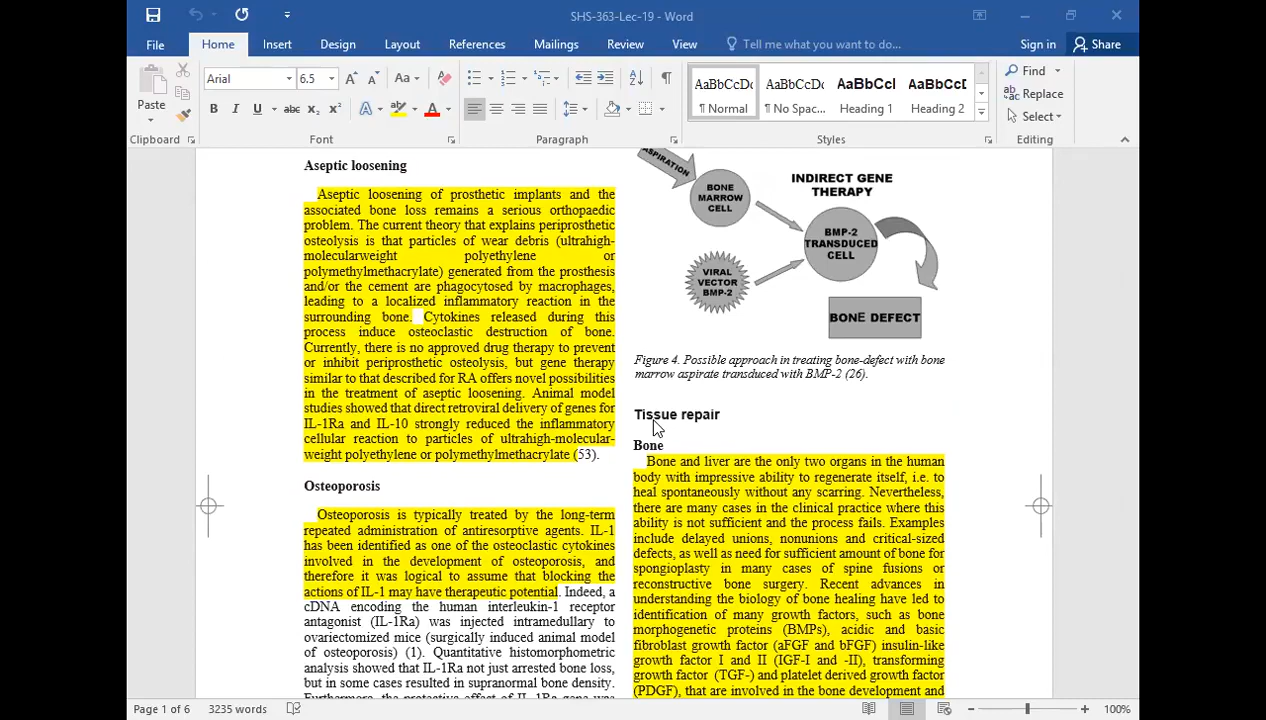 SHS-363-Lec-19 - Word
File Home Insert Design Layout References Mailings Review View Tell me what you want to do... Sign in Share
Paste
Arial 6.5
Aa
B I U abc X₂ X² A A
AaBbCcDc AaBbCcDc AaBbCcI AaBbCcD
¶ Normal ¶ No Spac... Heading 1 Heading 2
Find
Replace
Select
Clipboard Font Paragraph Styles Editing
Aseptic loosening
Aseptic loosening of prosthetic implants and the
associated bone loss remains a serious orthopaedic
problem. The current theory that explains periprosthetic
osteolysis is that particles of wear debris (ultrahigh-
molecularweight polyethylene or
polymethylmethacrylate) generated from the prosthesis
and/or the cement are phagocytosed by macrophages,
leading to a localized inflammatory reaction in the
surrounding bone. Cytokines released during this
process induce osteoclastic destruction of bone.
Currently, there is no approved drug therapy to prevent
or inhibit periprosthetic osteolysis, but gene therapy
similar to that described for RA offers novel possibilities
in the treatment of aseptic loosening. Animal model
studies showed that direct retroviral delivery of genes for
IL-1Ra and IL-10 strongly reduced the inflammatory
cellular reaction to particles of ultrahigh-molecular-
weight polyethylene or polymethylmethacrylate (53).
Osteoporosis
Osteoporosis is typically treated by the long-term
repeated administration of antiresorptive agents. IL-1
has been identified as one of the osteoclastic cytokines
involved in the development of osteoporosis, and
therefore it was logical to assume that blocking the
actions of IL-1 may have therapeutic potential. Indeed, a
cDNA encoding the human interleukin-1 receptor
antagonist (IL-1Ra) was injected intramedullary to
ovariectomized mice (surgically induced animal model
of osteoporosis) (1). Quantitative histomorphometric
analysis showed that IL-1Ra not just arrested bone loss,
but in some cases resulted in supranormal bone density.
Furthermore, the protective effect of IL-1Ra gene was
ASPIRATION
BONE
MARROW
CELL
INDIRECT GENE
THERAPY
BMP-2
TRANSDUCED
CELL
VIRAL
VECTOR
BMP-2
BONE DEFECT
Figure 4. Possible approach in treating bone-defect with bone
marrow aspirate transduced with BMP-2 (26).
Tissue repair
Bone
Bone and liver are the only two organs in the human
body with impressive ability to regenerate itself, i.e. to
heal spontaneously without any scarring. Nevertheless,
there are many cases in the clinical practice where this
ability is not sufficient and the process fails. Examples
include delayed unions, nonunions and critical-sized
defects, as well as need for sufficient amount of bone for
spongioplasty in many cases of spine fusions or
reconstructive bone surgery. Recent advances in
understanding the biology of bone healing have led to
identification of many growth factors, such as bone
morphogenetic proteins (BMPs), acidic and basic
fibroblast growth factor (aFGF and bFGF) insulin-like
growth factor I and II (IGF-I and -II), transforming
growth factor (TGF-) and platelet derived growth factor
(PDGF), that are involved in the bone development and
Page 1 of 6 3235 words 100%